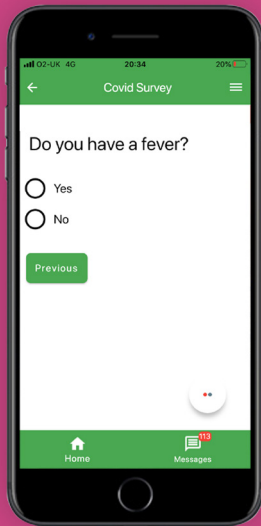 O2-UK 4G 20:34 20%
Covid Survey
Do you have a fever?
Yes
No
Previous
113
Home Messages